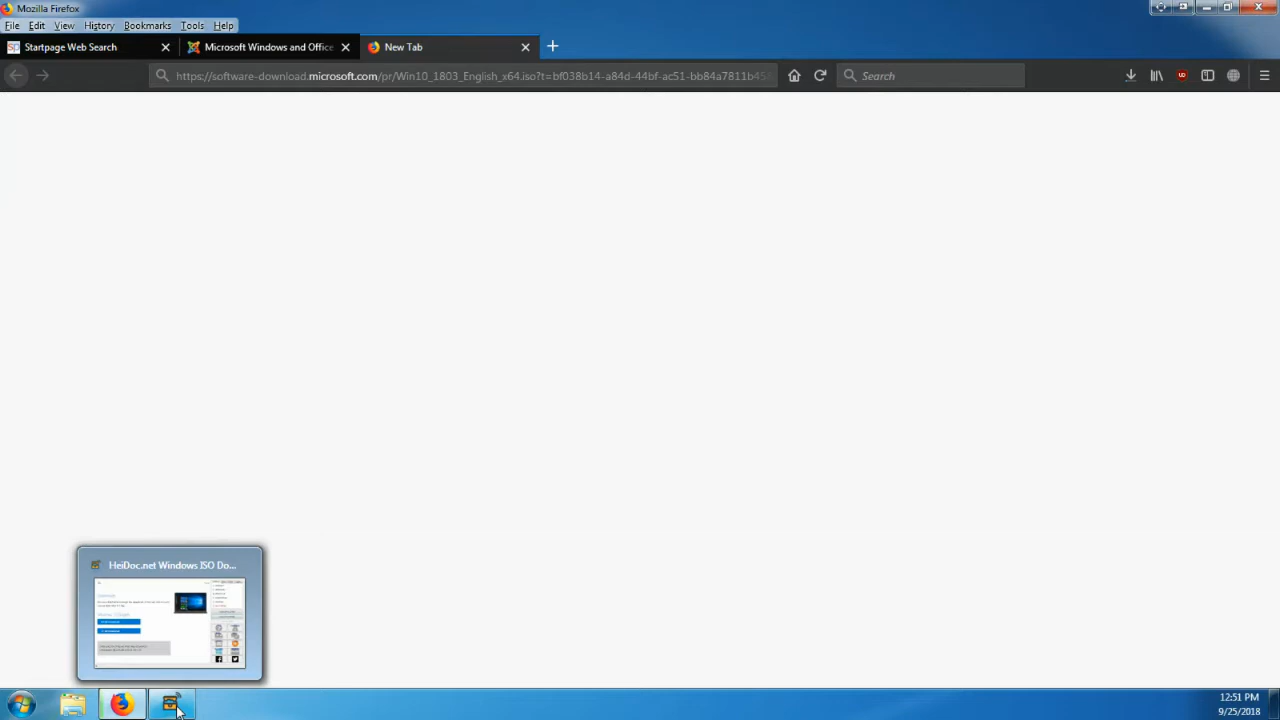 Mozilla Firefox
File Edit View History Bookmarks Tools Help
Startpage Web Search Microsoft Windows and Office New Tab
https://software-download.microsoft.com/pr/Win10_1803_English_x64.iso?t=bf038b14-a84d-44bf-ac51-bb84a7811b458 Search
HeiDoc.net Windows ISO Do...
12:51 PM
9/25/2018